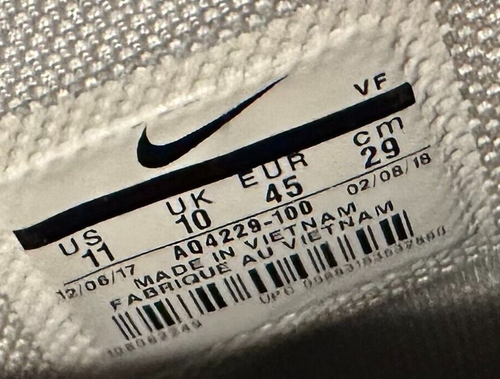 VF
US UK EUR cm
11 10 45 29
12/06/17 AQ4229-100 02/08/18
MADE IN VIETNAM
FABRIQUE AU VIETNAM
UPC